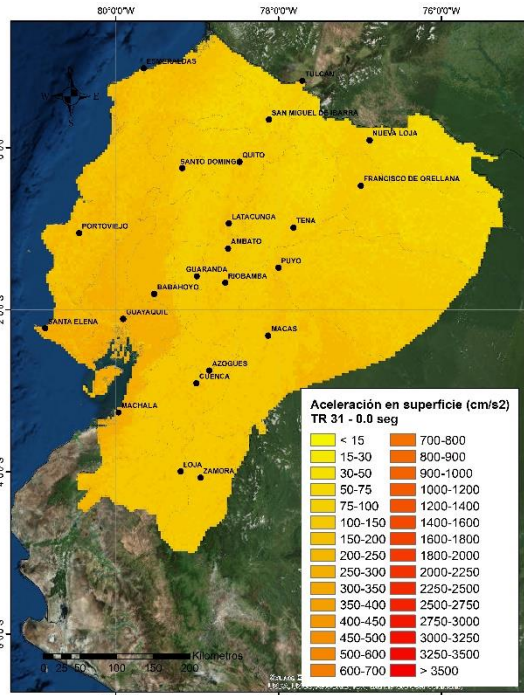 80°0'0"W 78°0'0"W 76°0'0"W
ESMERALDAS
TULCAN
SAN MIGUEL DE IBARRA
NUEVA LOJA
QUITO
SANTO DOMINGO
FRANCISCO DE ORELLANA
LATACUNGA
TENA
PORTOVIEJO
AMBATO
PUYO
GUARANDA
RIOBAMBA
BABAHOYO
GUAYAQUIL
SANTA ELENA
MACAS
AZOGUES
CUENCA
MACHALA
LOJA
ZAMORA
Aceleración en superficie (cm/s2)
TR 31 - 0.0 seg
< 15
15-30
30-50
50-75
75-100
100-150
150-200
200-250
250-300
300-350
350-400
400-450
450-500
500-600
600-700
700-800
800-900
900-1000
1000-1200
1200-1400
1400-1600
1600-1800
1800-2000
2000-2250
2250-2500
2500-2750
2750-3000
3000-3250
3250-3500
> 3500
Kilometros
0 25 50 100 150 200